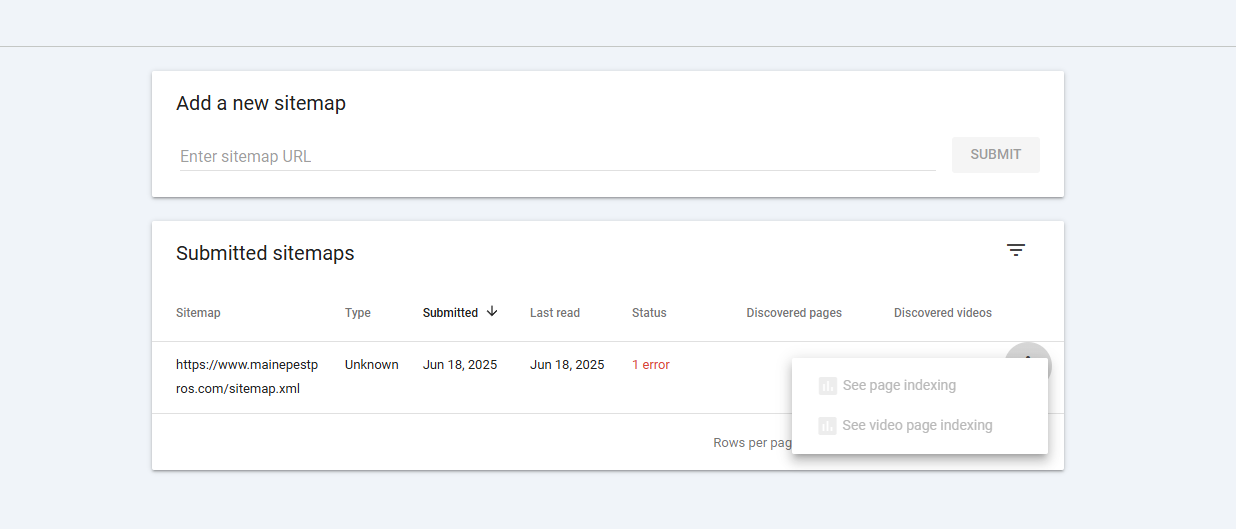 Add a new sitemap
Enter sitemap URL
SUBMIT
Submitted sitemaps
Sitemap Type Submitted Last read Status Discovered pages Discovered videos
https://www.mainepestp Unknown Jun 18, 2025 Jun 18, 2025 1 error
ros.com/sitemap.xml
See page indexing
See video page indexing
Rows per pag